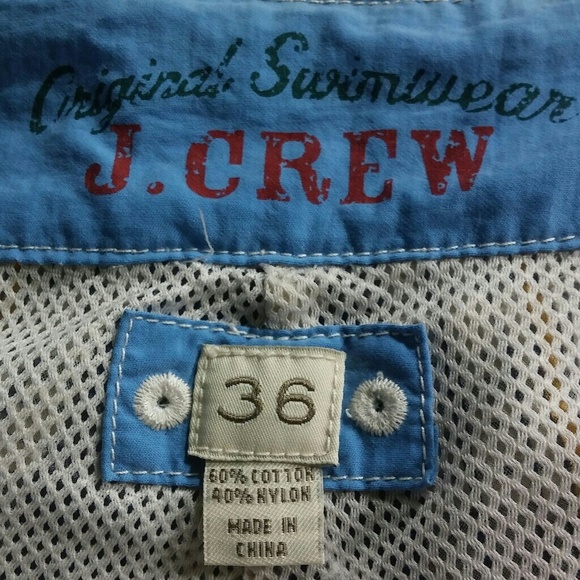 Original Swimwear
J.CREW
36
60% COTTON
40% NYLON
MADE IN
CHINA